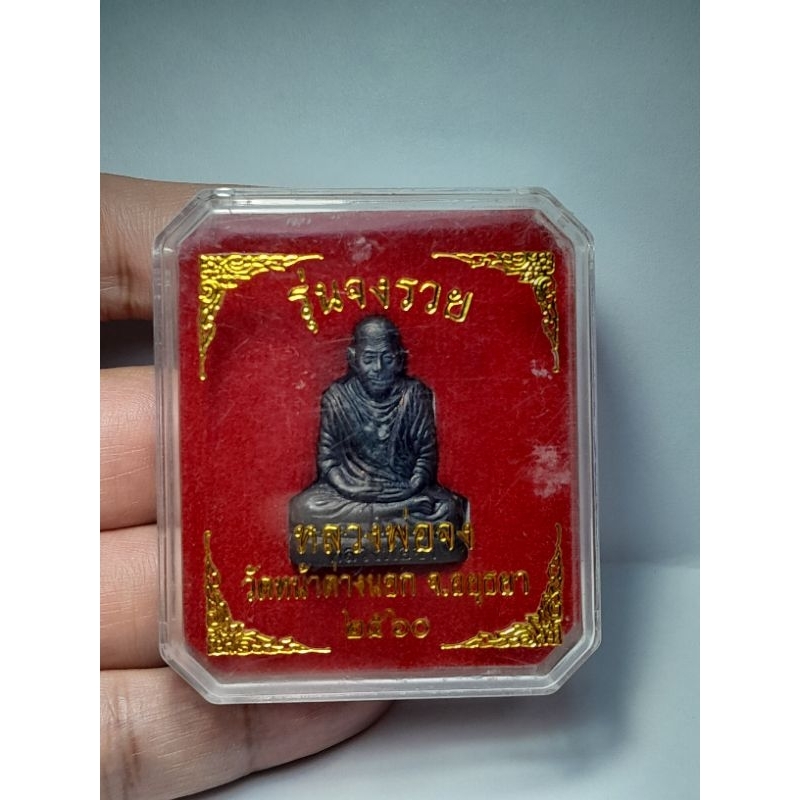 รุ่นจงรวย
หลวงพ่อจง
วัดหน้าต่างนอก จ.อยุธยา
๒๕๖๐